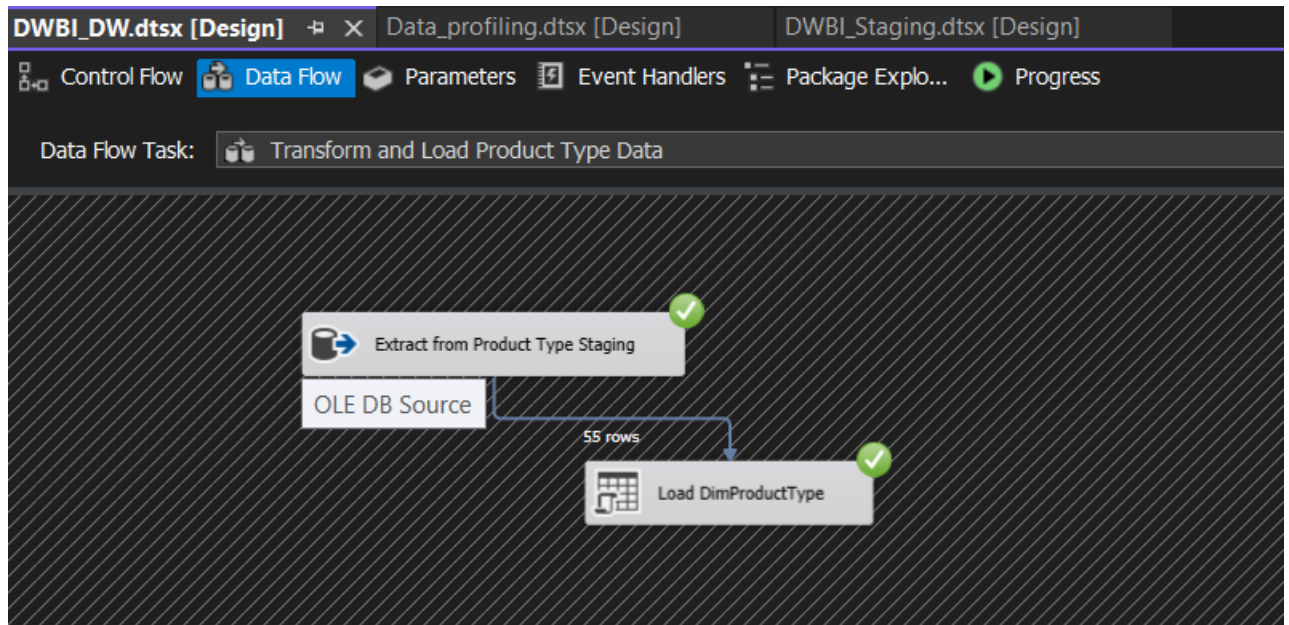 DWBI_DW.dtsx [Design] Data_profiling.dtsx [Design] DWBI_Staging.dtsx [Design]
Control Flow Data Flow Parameters Event Handlers Package Explo... Progress
Data Flow Task: Transform and Load Product Type Data
Extract from Product Type Staging
OLE DB Source
55 rows
Load DimProductType